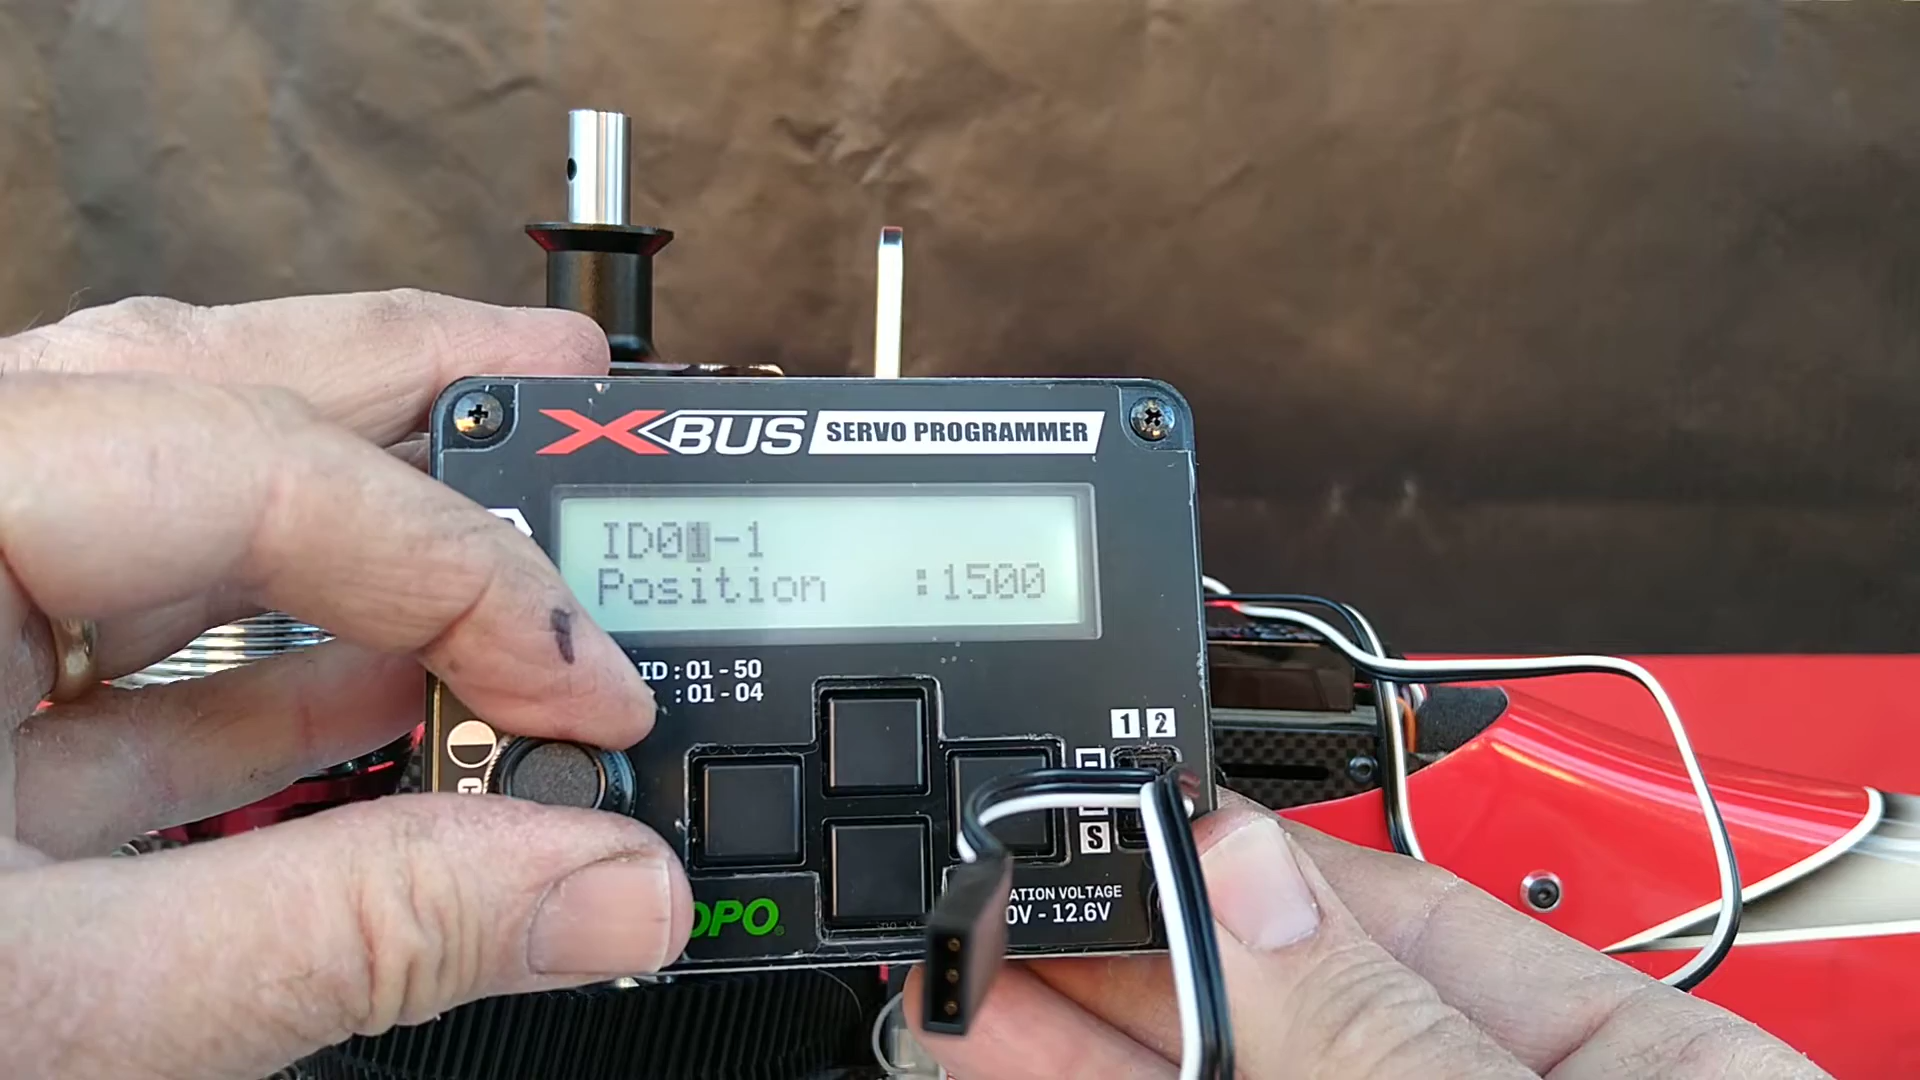 XBUS SERVO PROGRAMMER
ID01-1
Position :1500
ID : 01 - 50
: 01 - 04
1 2
S
ATION VOLTAGE
0V - 12.6V
OPO